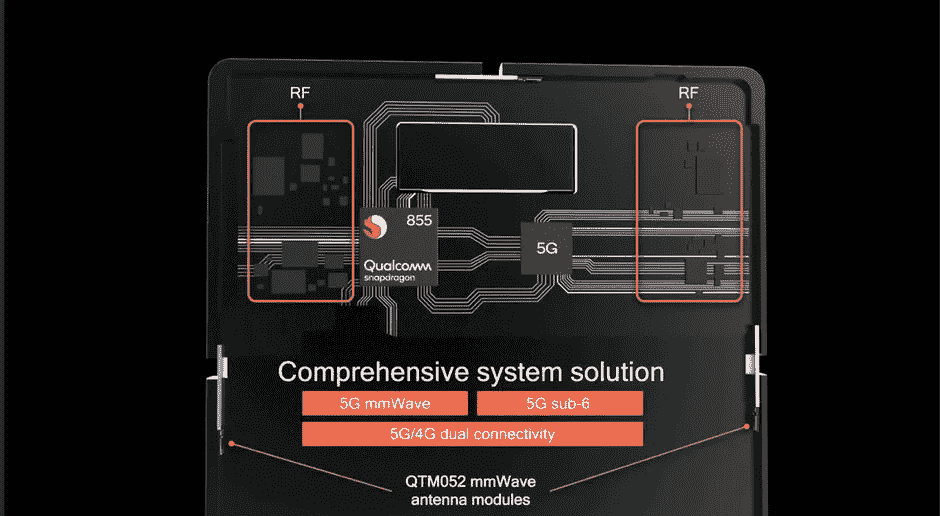 RF
RF
855
Qualcomm
snapdragon
5G
Comprehensive system solution
5G mmWave
5G sub-6
5G/4G dual connectivity
QTM052 mmWave
antenna modules